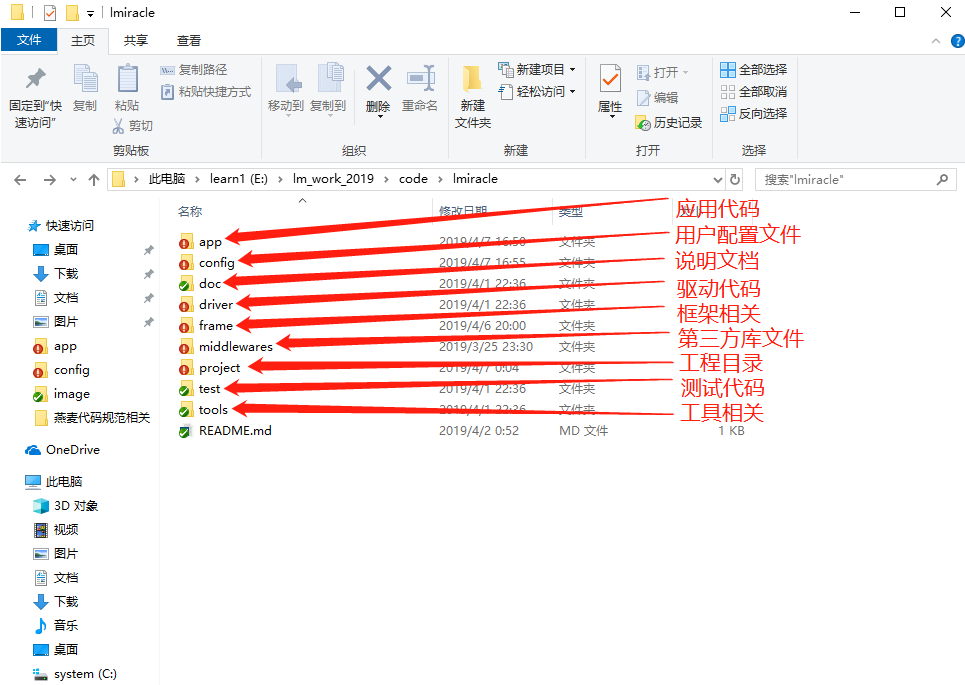 lmiracle
文件 主页 共享 查看
固定到"快速访问" 复制 粘贴 复制路径 粘贴快捷方式 剪切 移动到 复制到 删除 重命名 新建文件夹 新建项目 轻松访问 属性 打开 编辑 历史记录 全部选择 全部取消 反向选择
剪贴板 组织 新建 打开 选择
此电脑 learn1 (E:) lm_work_2019 code lmiracle 搜索"lmiracle"
名称 修改日期 类型
快速访问
桌面
下载
文档
图片
app
config
image
燕麦代码规范相关
OneDrive
此电脑
3D 对象
视频
图片
文档
下载
音乐
桌面
system (C:)
app 2019/4/7 16:50 文件夹 应用代码
config 2019/4/7 16:55 文件夹 用户配置文件
doc 2019/4/1 22:36 文件夹 说明文档
driver 2019/4/1 22:36 文件夹 驱动代码
frame 2019/4/6 20:00 文件夹 框架相关
middlewares 2019/3/25 23:30 文件夹 第三方库文件
project 2019/4/7 0:04 文件夹 工程目录
test 2019/4/1 22:36 文件夹 测试代码
tools 2019/4/1 22:36 文件夹 工具相关
README.md 2019/4/2 0:52 MD 文件 1 KB